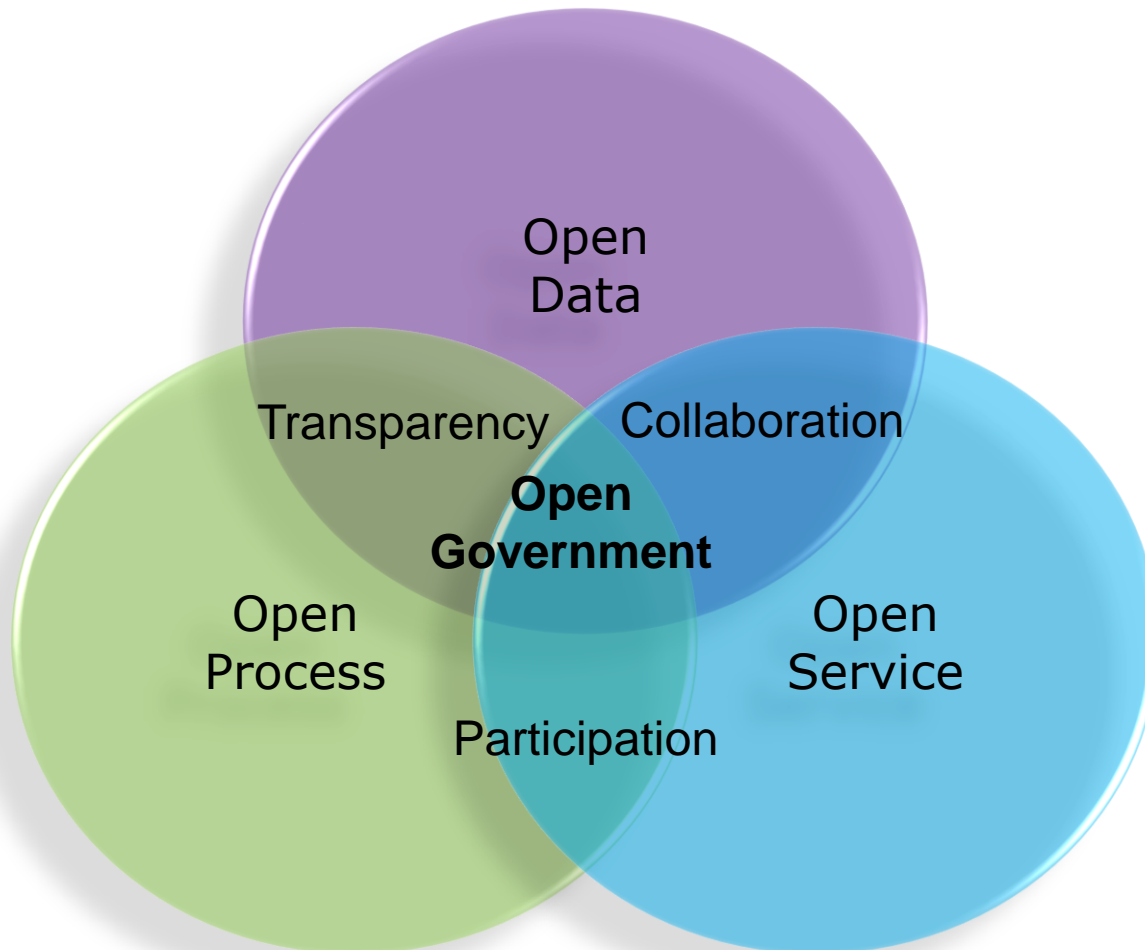 Open
Data
Transparency
Collaboration
Open
Government
Open
Process
Open
Service
Participation